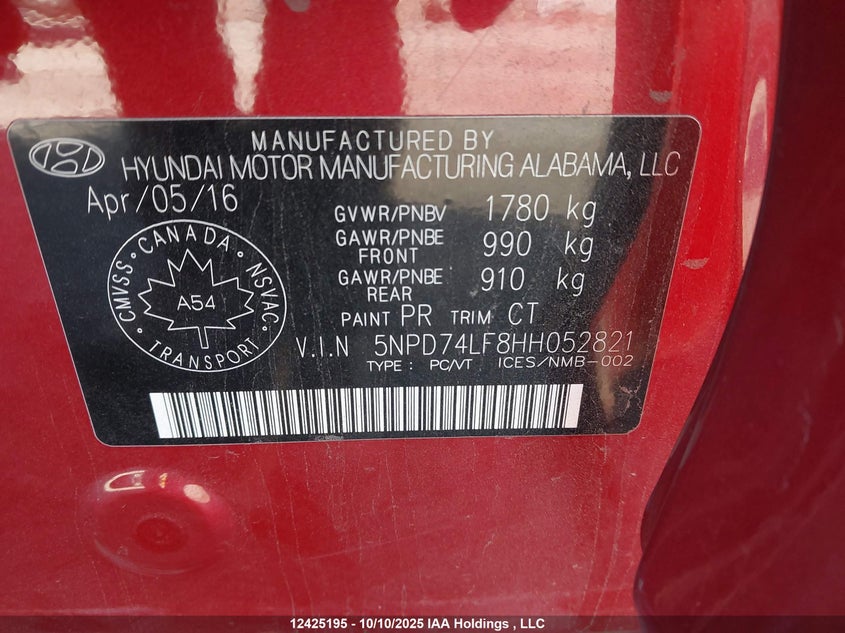 MANUFACTURED BY
HYUNDAI MOTOR MANUFACTURING ALABAMA, LLC
Apr/05/16
GVWR/PNBV 1780 kg
GAWR/PNBE FRONT 990 kg
GAWR/PNBE REAR 910 kg
PAINT PR TRIM CT
CANADA
CMVSS NSVAC
A54
TRANSPORT
V.I.N 5NPD74LF8HH052821
TYPE : PC/VT ICES/NMB-002
12425195 - 10/10/2025 IAA Holdings , LLC